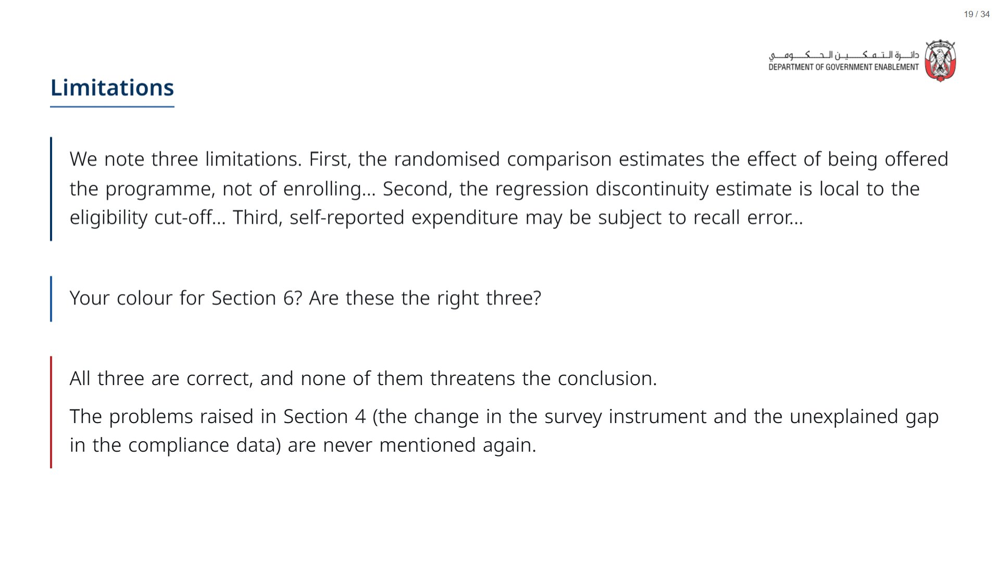 19 / 34
دائرة التمكين الحكومي
DEPARTMENT OF GOVERNMENT ENABLEMENT
Limitations
We note three limitations. First, the randomised comparison estimates the effect of being offered
the programme, not of enrolling... Second, the regression discontinuity estimate is local to the
eligibility cut-off... Third, self-reported expenditure may be subject to recall error...
Your colour for Section 6? Are these the right three?
All three are correct, and none of them threatens the conclusion.
The problems raised in Section 4 (the change in the survey instrument and the unexplained gap
in the compliance data) are never mentioned again.